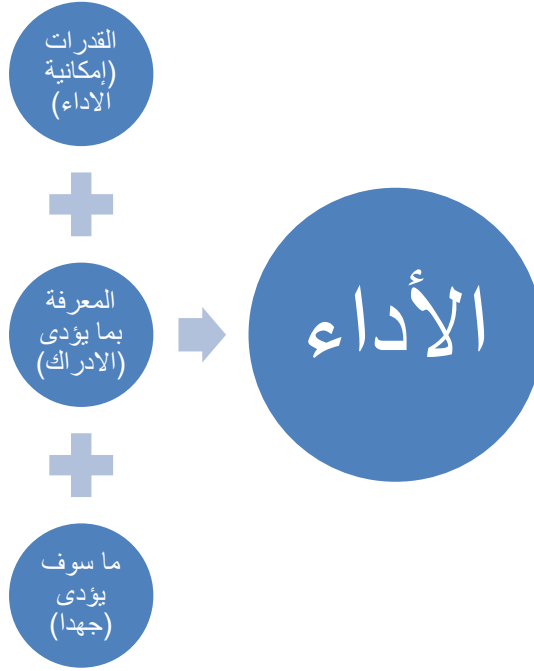 القدرات
(إمكانية
الاداء)
المعرفة
بما يؤدى
(الادراك)
ما سوف
يؤدى
(جهدا)
الأداء